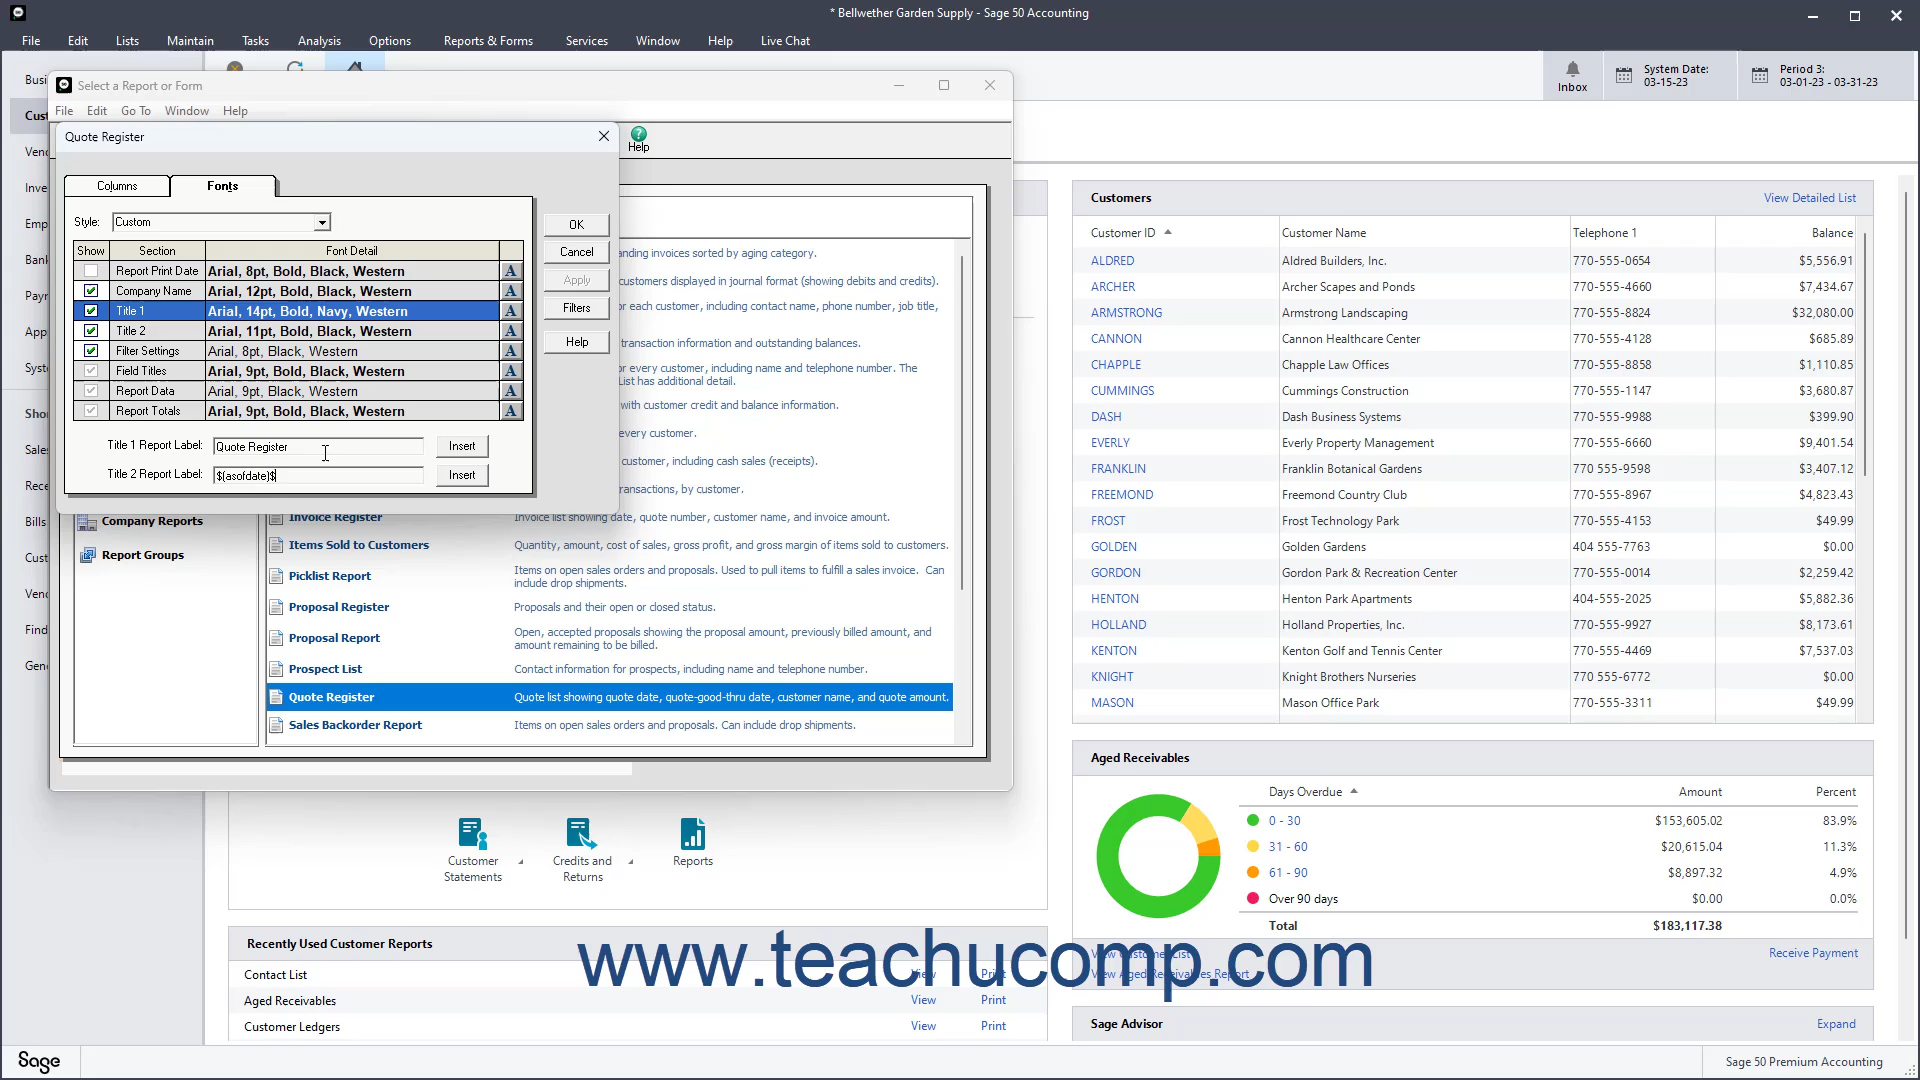 * Bellwether Garden Supply - Sage 50 Accounting
File Edit Lists Maintain Tasks Analysis Options Reports & Forms Services Window Help Live Chat
Inbox
System Date:
03-15-23
Period 3:
03-01-23 - 03-31-23
Busi
Cust
Vend
Inve
Emp
Bank
Payr
App
Syst
Shor
Sales
Rece
Bills
Cust
Vend
Find
Gene
Select a Report or Form
File Edit Go To Window Help
Help
Quote Register
Columns Fonts
Style: Custom
Show Section Font Detail
Report Print Date Arial, 8pt, Bold, Black, Western A
Company Name Arial, 12pt, Bold, Black, Western A
Title 1 Arial, 14pt, Bold, Navy, Western A
Title 2 Arial, 11pt, Bold, Black, Western A
Filter Settings Arial, 8pt, Black, Western A
Field Titles Arial, 9pt, Bold, Black, Western A
Report Data Arial, 9pt, Black, Western A
Report Totals Arial, 9pt, Bold, Black, Western A
Title 1 Report Label: Quote Register Insert
Title 2 Report Label: $(asofdate)$ Insert
OK
Cancel
Apply
Filters
Help
anding invoices sorted by aging category.
customers displayed in journal format (showing debits and credits).
or each customer, including contact name, phone number, job title,
transaction information and outstanding balances.
or every customer, including name and telephone number. The
List has additional detail.
with customer credit and balance information.
every customer.
customer, including cash sales (receipts).
ransactions, by customer.
Company Reports
Report Groups
Invoice Register Invoice list showing date, quote number, customer name, and invoice amount.
Items Sold to Customers Quantity, amount, cost of sales, gross profit, and gross margin of items sold to customers.
Picklist Report Items on open sales orders and proposals. Used to pull items to fulfill a sales invoice. Can
include drop shipments.
Proposal Register Proposals and their open or closed status.
Proposal Report Open, accepted proposals showing the proposal amount, previously billed amount, and
amount remaining to be billed.
Prospect List Contact information for prospects, including name and telephone number.
Quote Register Quote list showing quote date, quote-good-thru date, customer name, and quote amount.
Sales Backorder Report Items on open sales orders and proposals. Can include drop shipments.
Customer
Statements
Credits and
Returns
Reports
Recently Used Customer Reports
Contact List View Print
Aged Receivables View Print
Customer Ledgers View Print
Customers View Detailed List
Customer ID Customer Name Telephone 1 Balance
ALDRED Aldred Builders, Inc. 770-555-0654 $5,556.91
ARCHER Archer Scapes and Ponds 770-555-4660 $7,434.67
ARMSTRONG Armstrong Landscaping 770-555-8824 $32,080.00
CANNON Cannon Healthcare Center 770-555-4128 $685.89
CHAPPLE Chapple Law Offices 770-555-8858 $1,110.85
CUMMINGS Cummings Construction 770-555-1147 $3,680.87
DASH Dash Business Systems 770-555-9988 $399.90
EVERLY Everly Property Management 770-555-6660 $9,401.54
FRANKLIN Franklin Botanical Gardens 770 555-9598 $3,407.12
FREEMOND Freemond Country Club 770-555-8967 $4,823.43
FROST Frost Technology Park 770-555-4153 $49.99
GOLDEN Golden Gardens 404 555-7763 $0.00
GORDON Gordon Park & Recreation Center 770-555-0014 $2,259.42
HENTON Henton Park Apartments 404-555-2025 $5,882.36
HOLLAND Holland Properties, Inc. 770-555-9927 $8,173.61
KENTON Kenton Golf and Tennis Center 770-555-4469 $7,537.03
KNIGHT Knight Brothers Nurseries 770 555-6772 $0.00
MASON Mason Office Park 770-555-3311 $49.99
Aged Receivables
Days Overdue Amount Percent
0 - 30 $153,605.02 83.9%
31 - 60 $20,615.04 11.3%
61 - 90 $8,897.32 4.9%
Over 90 days $0.00 0.0%
Total $183,117.38
View Customer List
View Aged Receivables Report
Receive Payment
Sage Advisor Expand
www.teachucomp.com
Sage
Sage 50 Premium Accounting